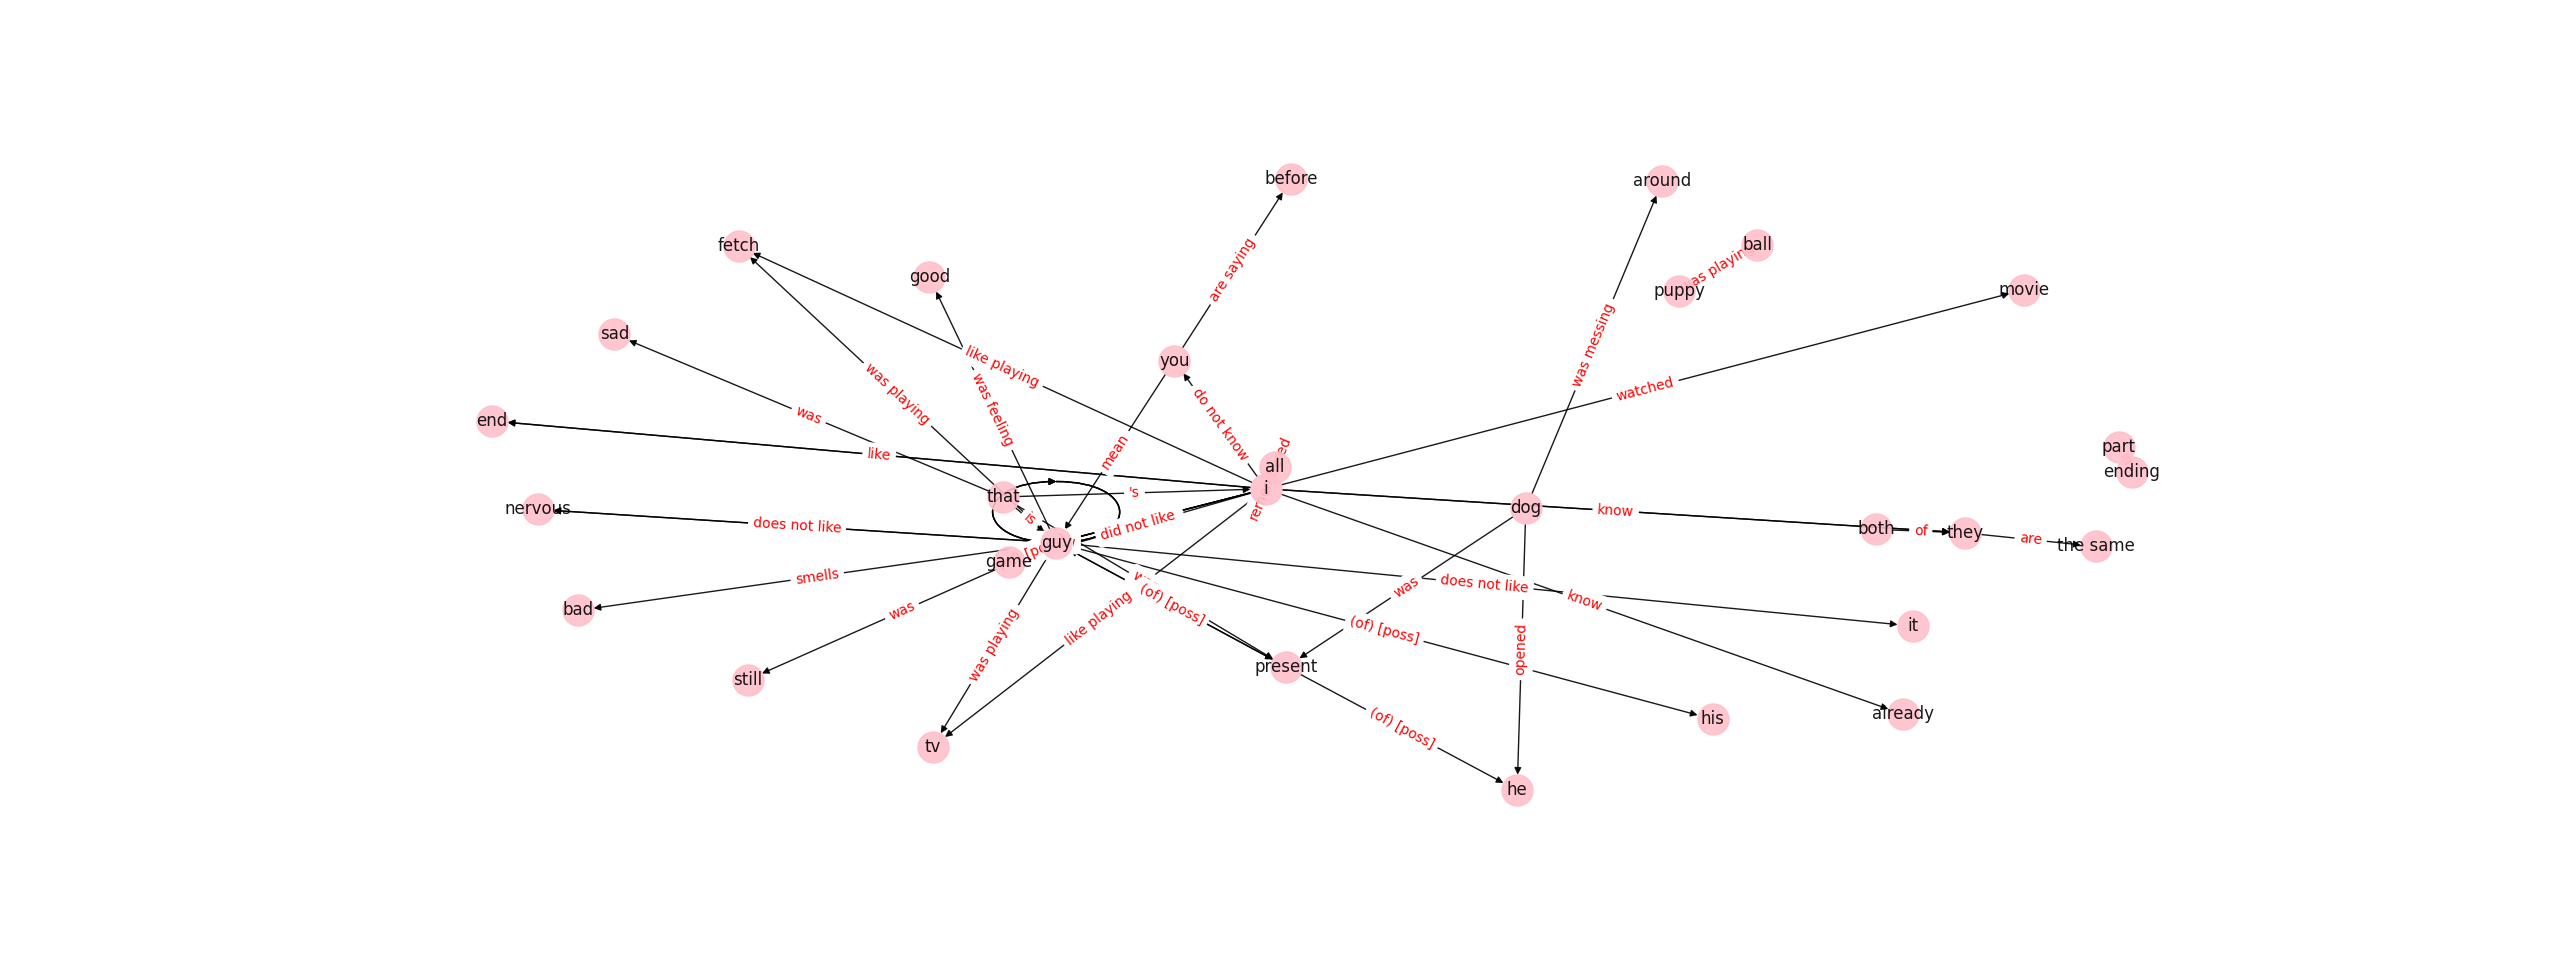 before
around
fetch
ball
are saying
good
as playin
puppy
movie
sad
you
like playing
was messing
was feeling
do not know
watched
was playing
was
end
like
mean
part
all
ending
that
's
i
did not like
dog
know
nervous
does not like
is
both
of
they
are
the same
guy
game
smells
bad
was
(of) [poss]
was
does not like
know
it
like playing
(of) [poss]
opened
was playing
present
still
already
his
(of) [poss]
tv
he